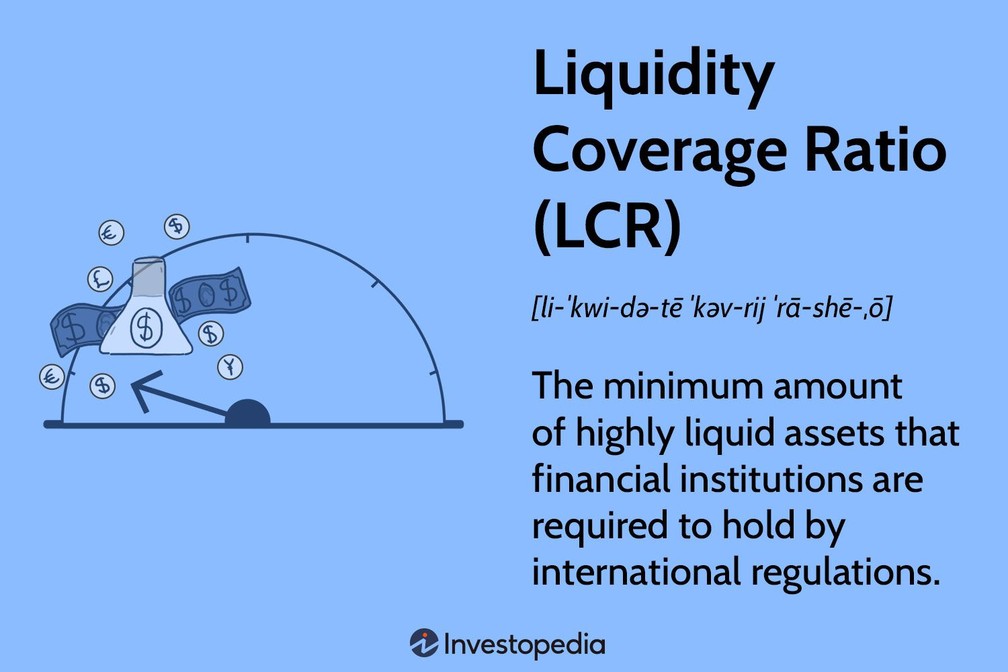 Liquidity
Coverage Ratio
(LCR)
[li-ˈkwi-də-tē ˈkəv-rij ˈrā-shē-ˌō]
The minimum amount
of highly liquid assets that
financial institutions are
required to hold by
international regulations.
€
$
£
$ O $
$
$
$
€
$
¥
Investopedia